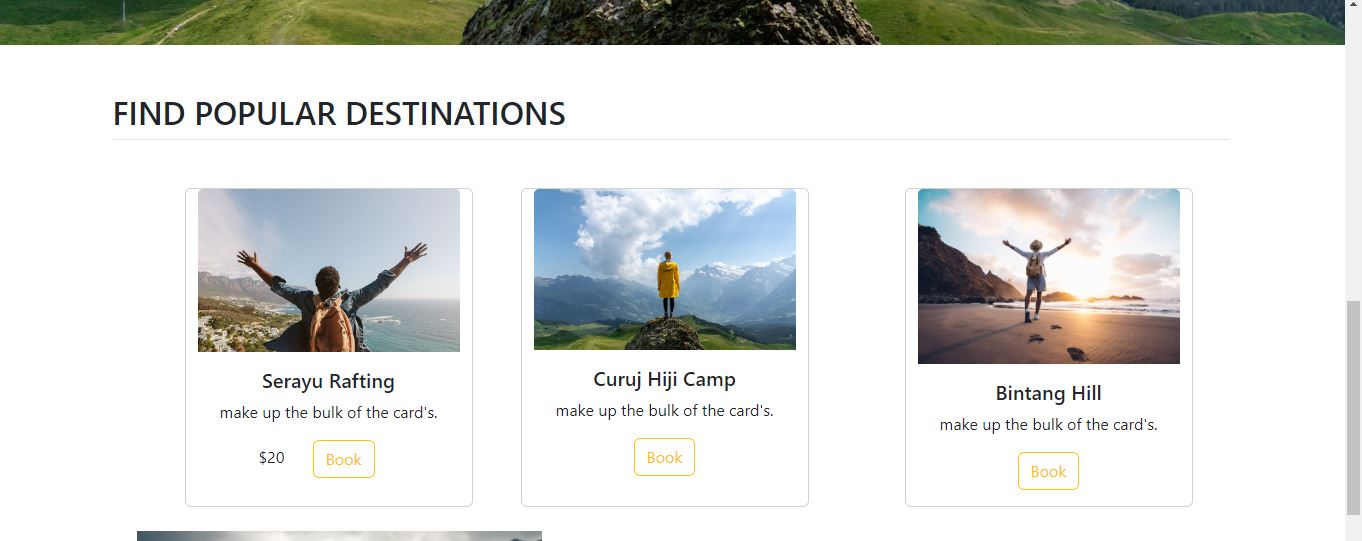 FIND POPULAR DESTINATIONS
Serayu Rafting
make up the bulk of the card's.
$20 Book
Curuj Hiji Camp
make up the bulk of the card's.
Book
Bintang Hill
make up the bulk of the card's.
Book